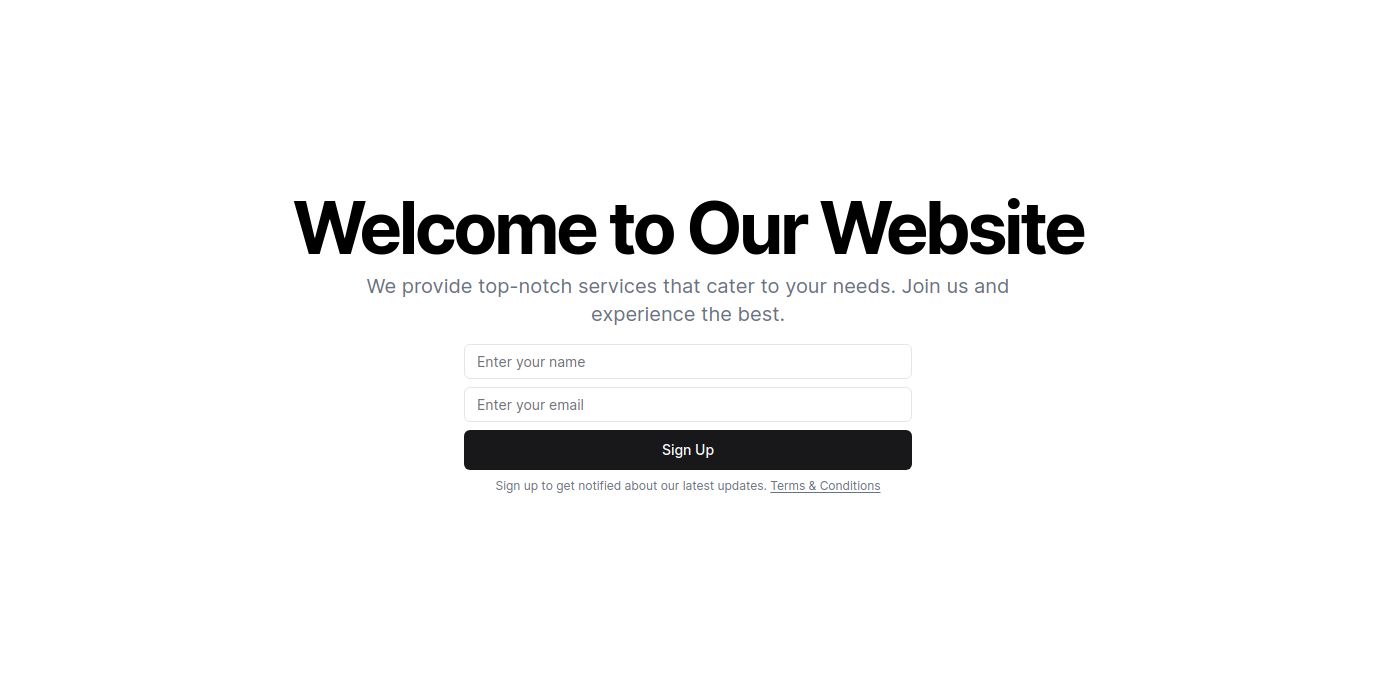 Welcome to Our Website
We provide top-notch services that cater to your needs. Join us and
experience the best.
Enter your name
Enter your email
Sign Up
Sign up to get notified about our latest updates. Terms & Conditions